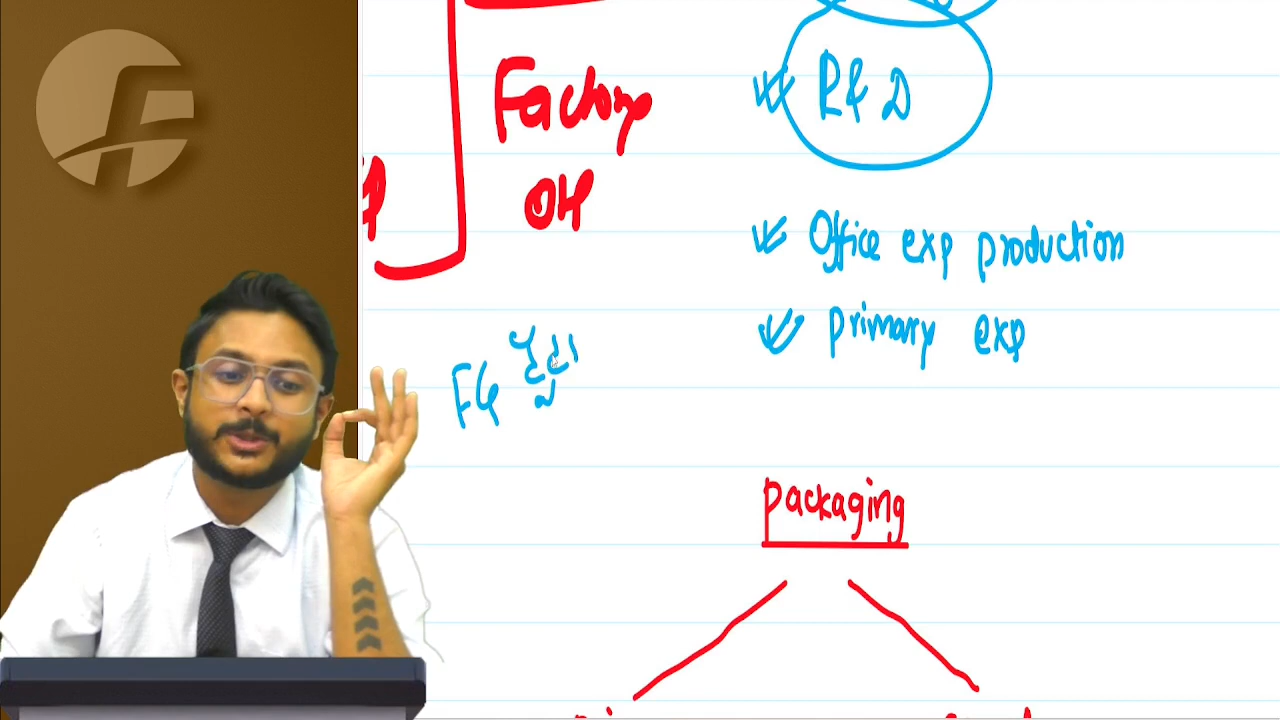 Factory
OH
R&D
Office exp production
Primary exp
FG
Packaging